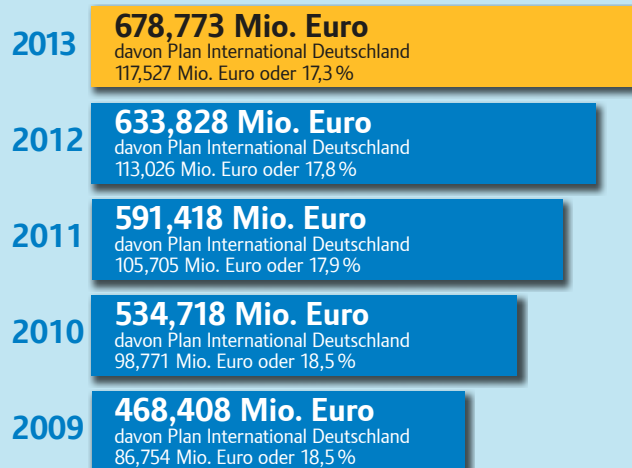 2013
678,773 Mio. Euro
davon Plan International Deutschland
117,527 Mio. Euro oder 17,3 %
2012
633,828 Mio. Euro
davon Plan International Deutschland
113,026 Mio. Euro oder 17,8 %
2011
591,418 Mio. Euro
davon Plan International Deutschland
105,705 Mio. Euro oder 17,9 %
2010
534,718 Mio. Euro
davon Plan International Deutschland
98,771 Mio. Euro oder 18,5 %
2009
468,408 Mio. Euro
davon Plan International Deutschland
86,754 Mio. Euro oder 18,5 %